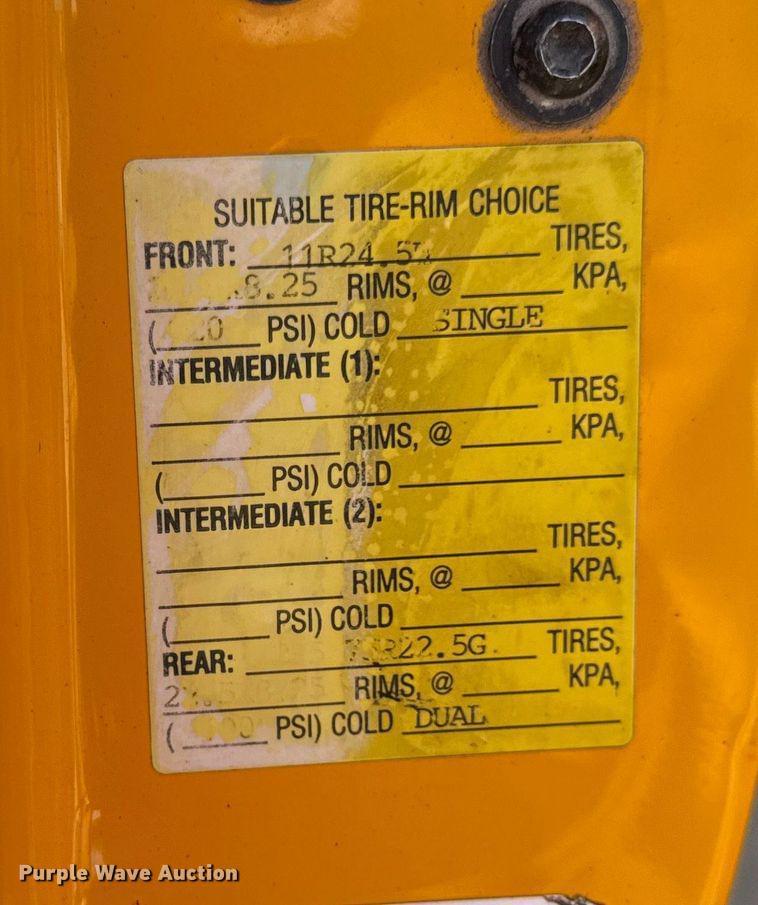 SUITABLE TIRE-RIM CHOICE
FRONT: 11R24.5 TIRES,
8.25 RIMS, @ KPA,
( 20 PSI) COLD SINGLE
INTERMEDIATE (1):
TIRES,
RIMS, @ KPA,
( PSI) COLD
INTERMEDIATE (2):
TIRES,
RIMS, @ KPA,
( PSI) COLD
REAR: R22.5G TIRES,
RIMS, @ KPA,
( PSI) COLD DUAL
Purple Wave Auction